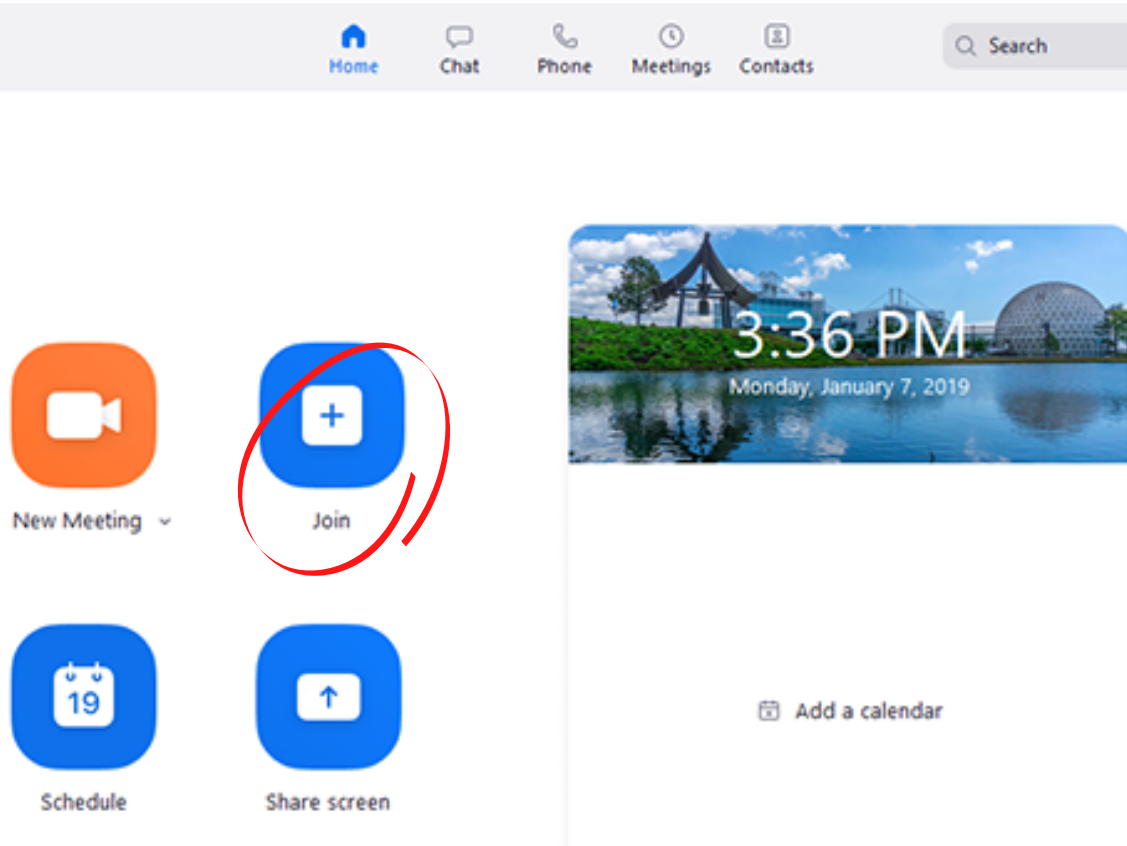 Home Chat Phone Meetings Contacts Search
3:36 PM
Monday, January 7, 2019
New Meeting Join
19
Schedule Share screen
Add a calendar